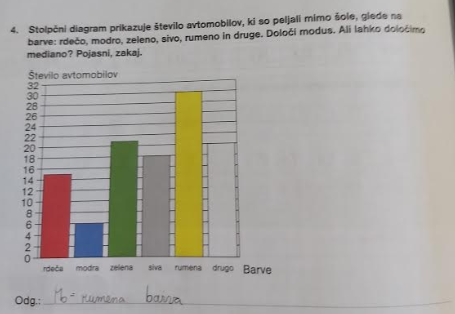 4. Stolpčni diagram prikazuje število avtomobilov, ki so peljali mimo šole, glede na
barve: rdečo, modro, zeleno, sivo, rumeno in druge. Določi modus. Ali lahko določimo
mediano? Pojasni, zakaj.
Število avtomobilov
32
30
28
26
24
22
20
18
16
14
12
10
8
6
4
2
0
rdeča modra zelena siva rumena drugo Barve
Odg.: Mo = rumena barva